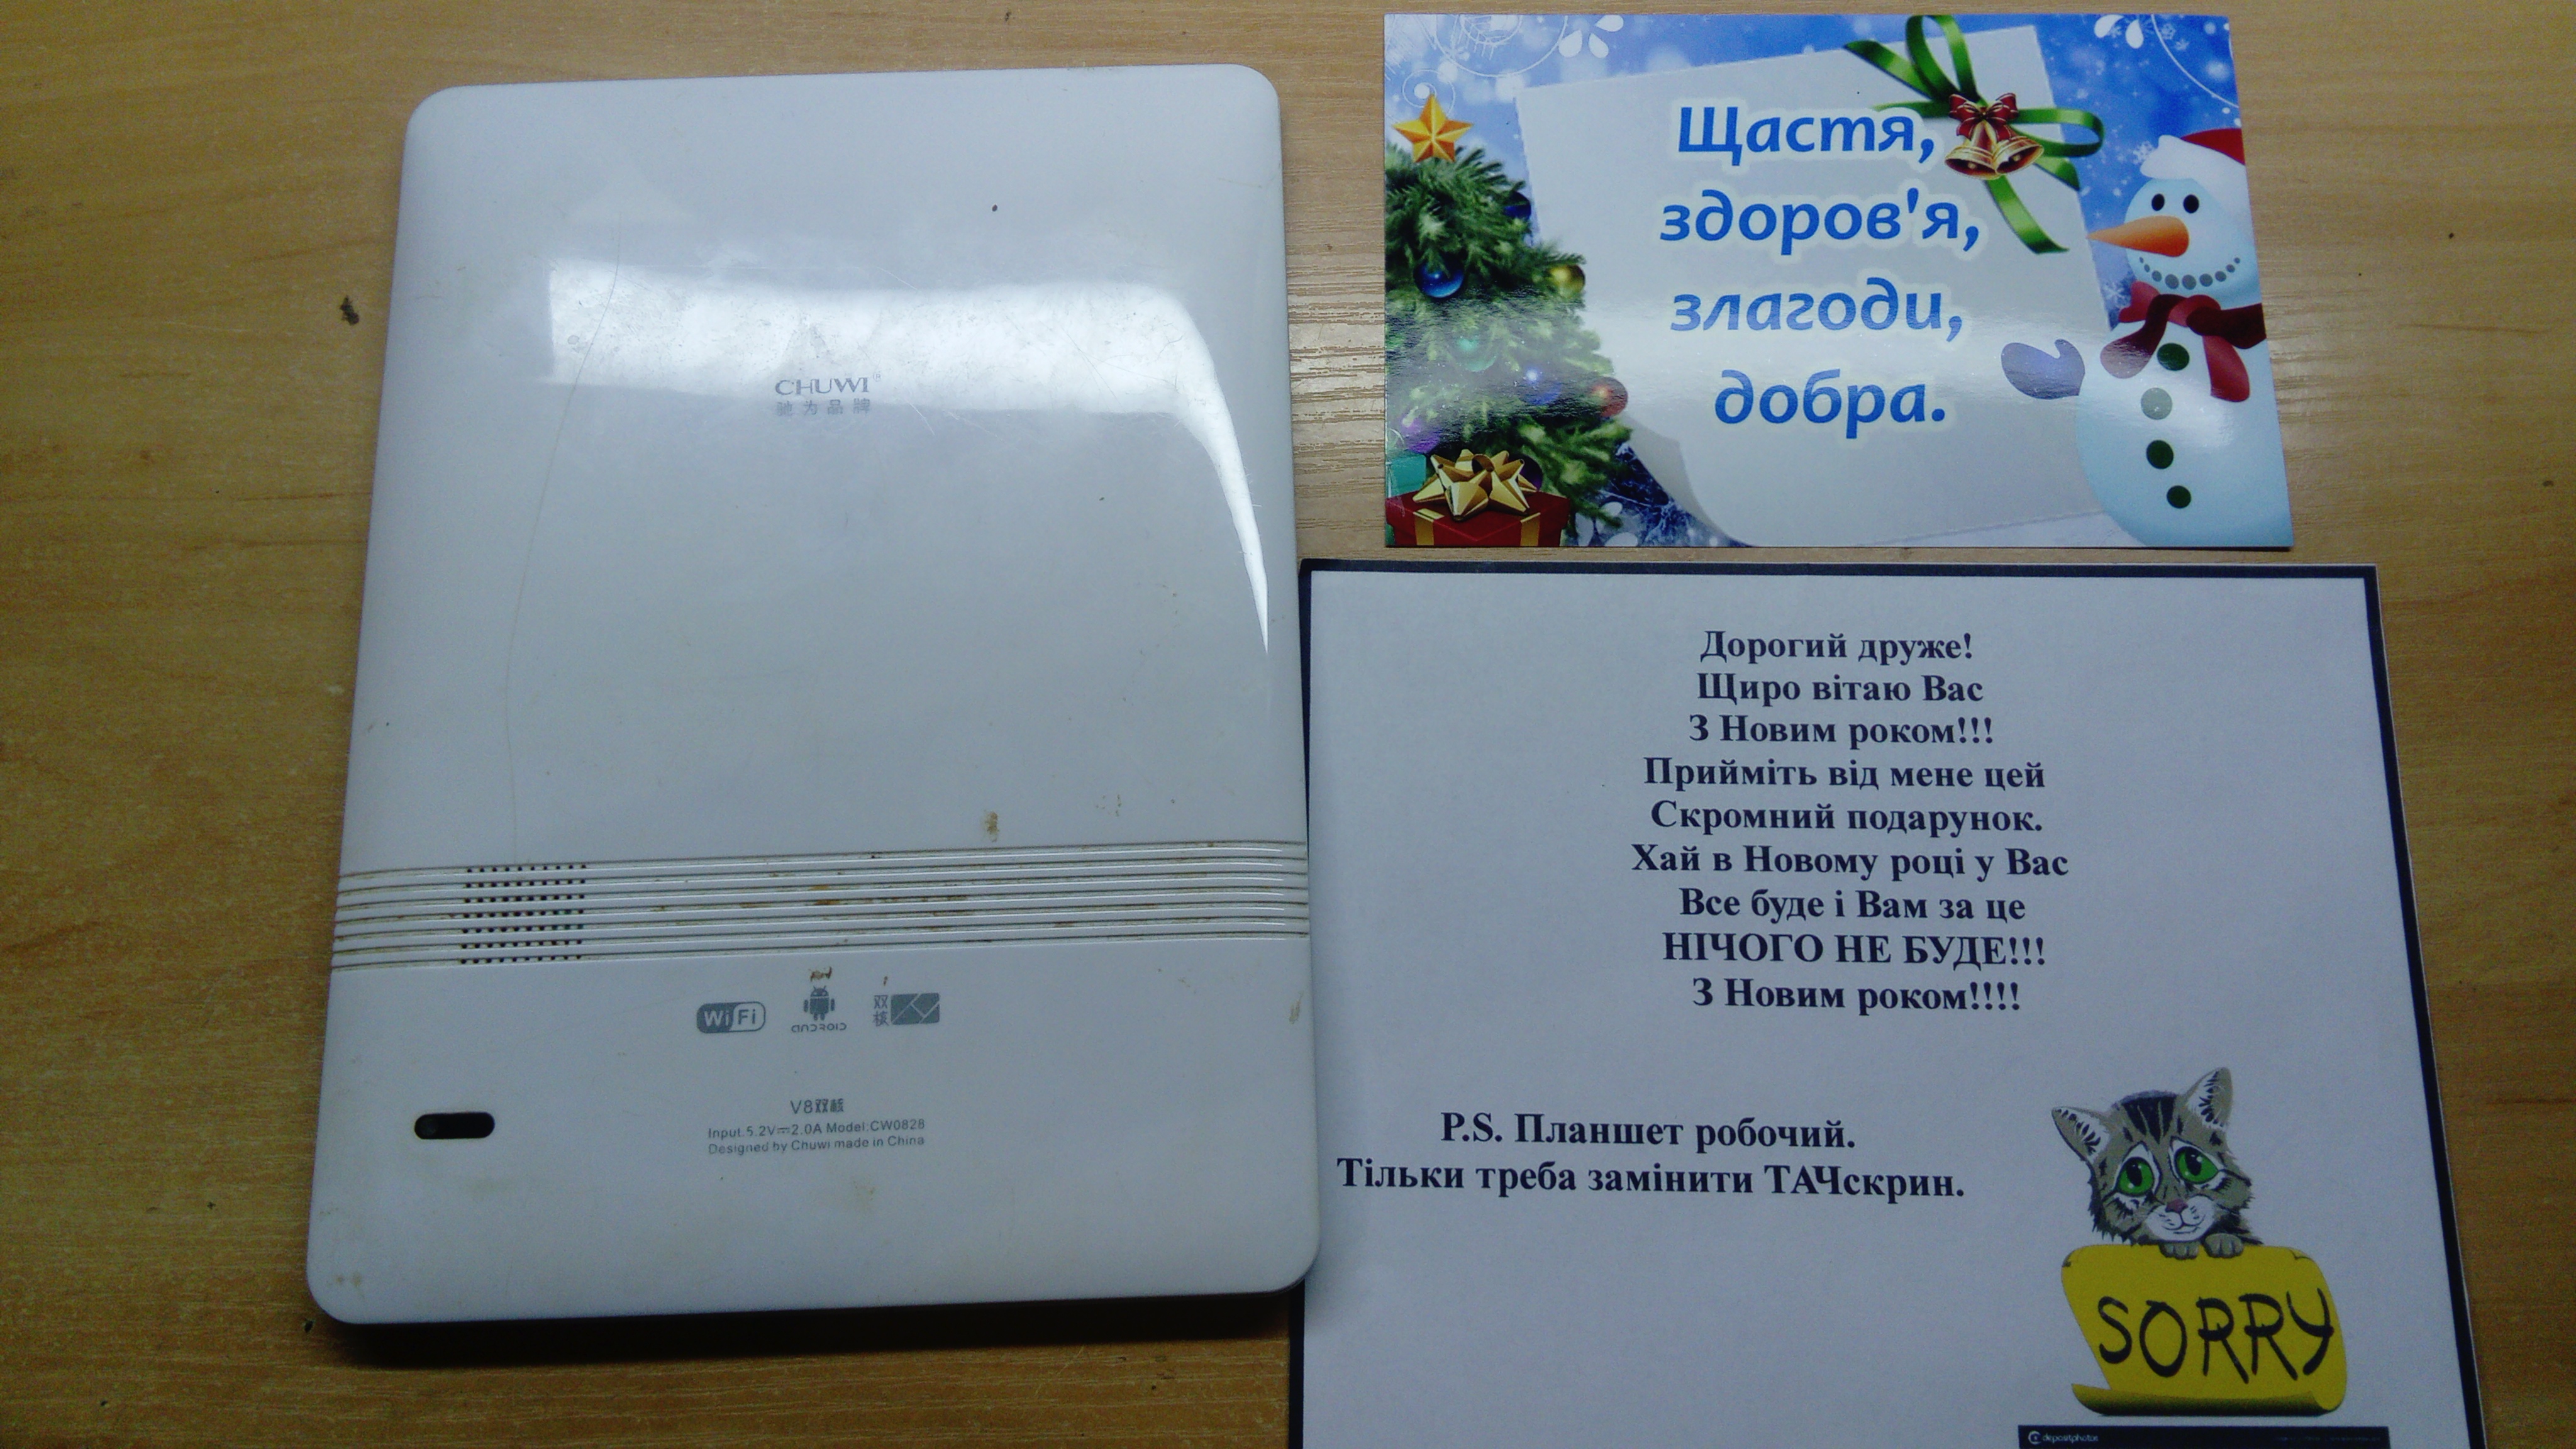 CHUWI®
驰为品牌
WiFi
ANDROID
双核
V8双核
Input:5.2V⎓2.0A Model:CW0828
Designed by Chuwi made in China
Щастя,
здоров'я,
злагоди,
добра.
Дорогий друже!
Щиро вітаю Вас
З Новим роком!!!
Прийміть від мене цей
Скромний подарунок.
Хай в Новому році у Вас
Все буде і Вам за це
НІЧОГО НЕ БУДЕ!!!
З Новим роком!!!!
P.S. Планшет робочий.
Тільки треба замінити ТАЧскрин.
SORRY
depositphotos